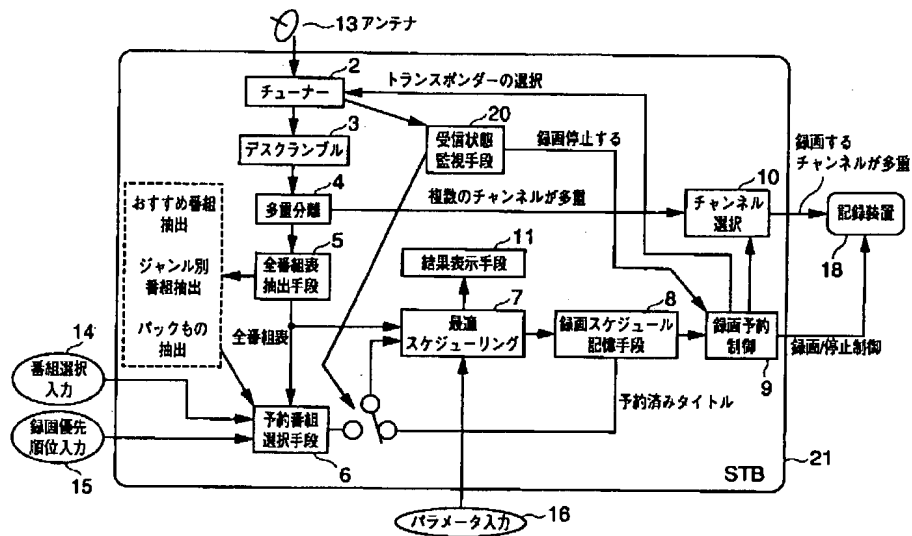 13 アンテナ
2
チューナー
トランスポンダーの選択
3
デスクランブル
20
受信状態
監視手段
録画停止する
録画する
チャンネルが多重
4
多重分離
複数のチャンネルが多重
10
チャンネル
選択
記録装置
18
おすすめ番組
抽出
ジャンル別
番組抽出
パックもの
抽出
5
全番組表
抽出手段
全番組表
11
結果表示手段
7
最適
スケジューリング
8
録画スケジュール
記憶手段
録画予約
制御
9
録画/停止制御
14
番組選択
入力
録画優先
順位入力
15
予約番組
選択手段
6
予約済みタイトル
21
STB
パラメータ入力
16